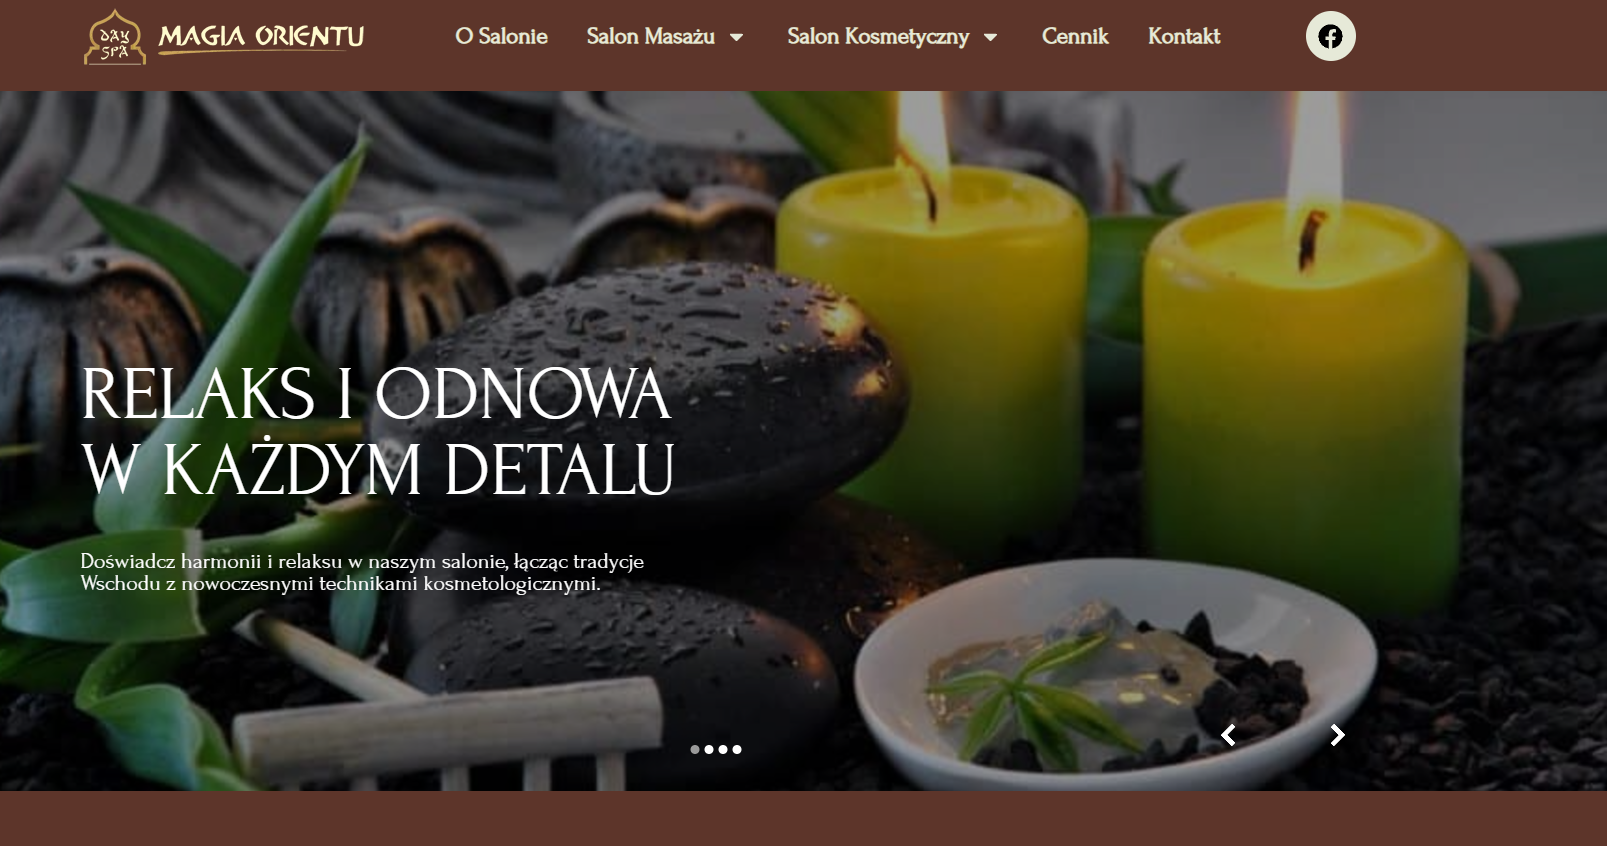 DAY
SPA
MAGIA ORIENTU
O Salonie
Salon Masażu
Salon Kosmetyczny
Cennik
Kontakt
RELAKS I ODNOWA
W KAŻDYM DETALU
Doświadcz harmonii i relaksu w naszym salonie, łącząc tradycje
Wschodu z nowoczesnymi technikami kosmetologicznymi.